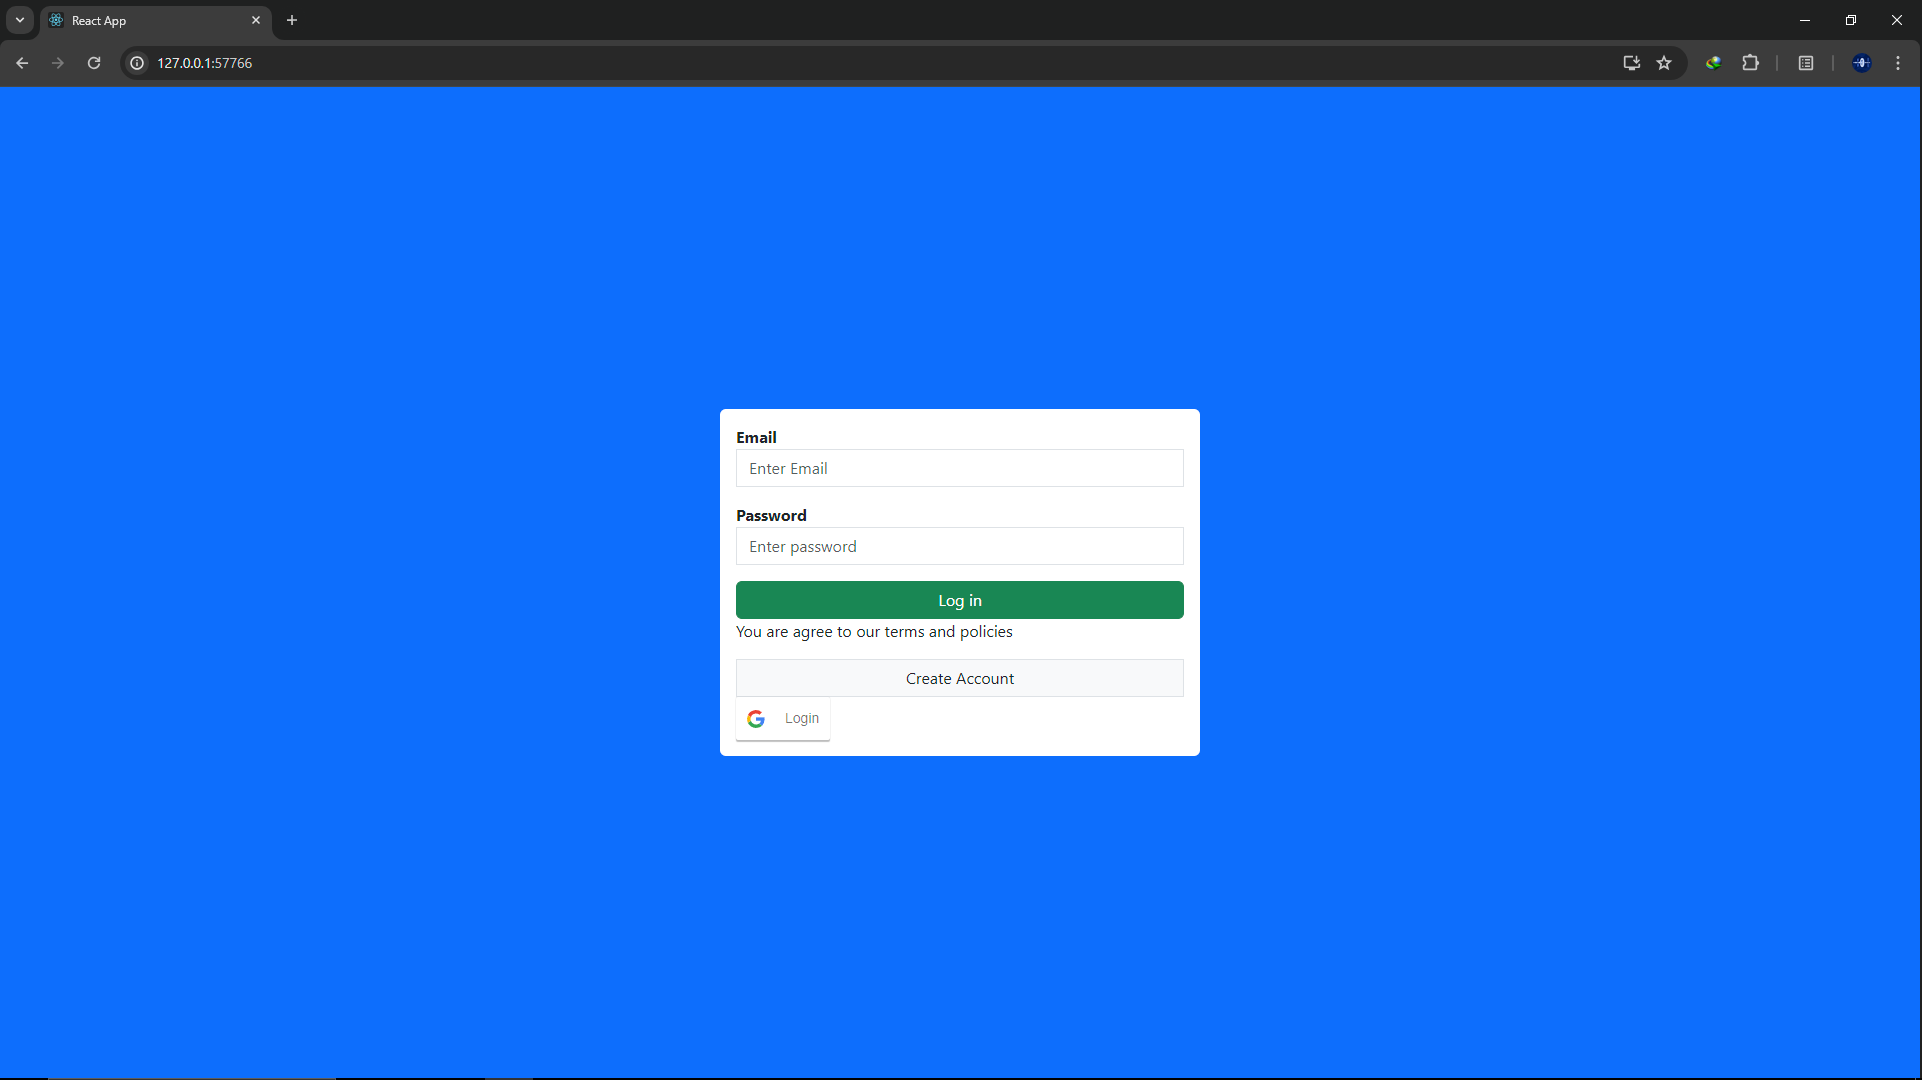 React App
127.0.0.1:57766
Email
Enter Email
Password
Enter password
Log in
You are agree to our terms and policies
Create Account
Login